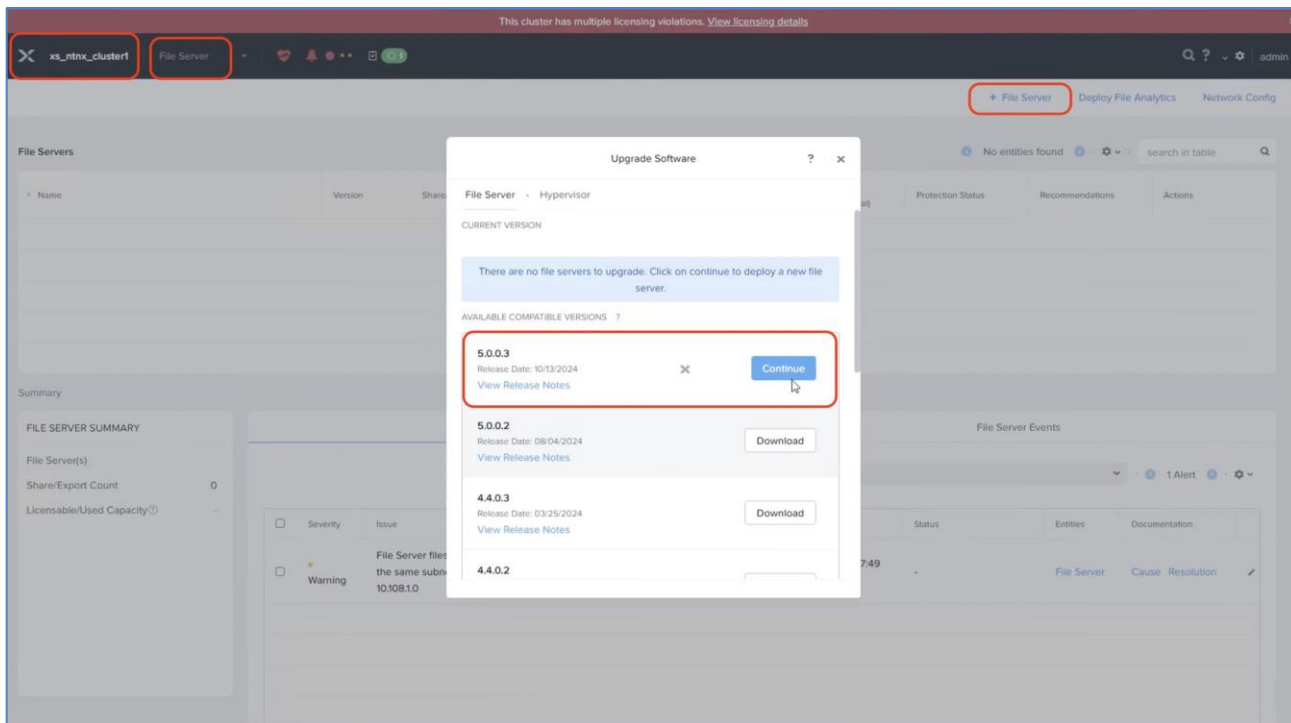 This cluster has multiple licensing violations. View licensing details
xs_ntnx_cluster1 File Server
admin
+ File Server Deploy File Analytics Network Config
File Servers
No entities found
search in table
Name Version Protection Status Recommendations Actions
Upgrade Software ?
File Server Hypervisor
CURRENT VERSION
There are no file servers to upgrade. Click on continue to deploy a new file
server.
AVAILABLE COMPATIBLE VERSIONS ?
5.0.0.3
Release Date: 10/13/2024
View Release Notes
Continue
5.0.0.2
Release Date: 08/04/2024
View Release Notes
Download
4.4.0.3
Release Date: 03/25/2024
View Release Notes
Download
4.4.0.2
Summary
FILE SERVER SUMMARY
File Server(s)
Share/Export Count 0
Licensable/Used Capacity -
File Server Events
1 Alert
Severity Issue Status Entities Documentation
Warning
File Server files
the same subn
10.108.1.0
7:49
-
File Server
Cause Resolution